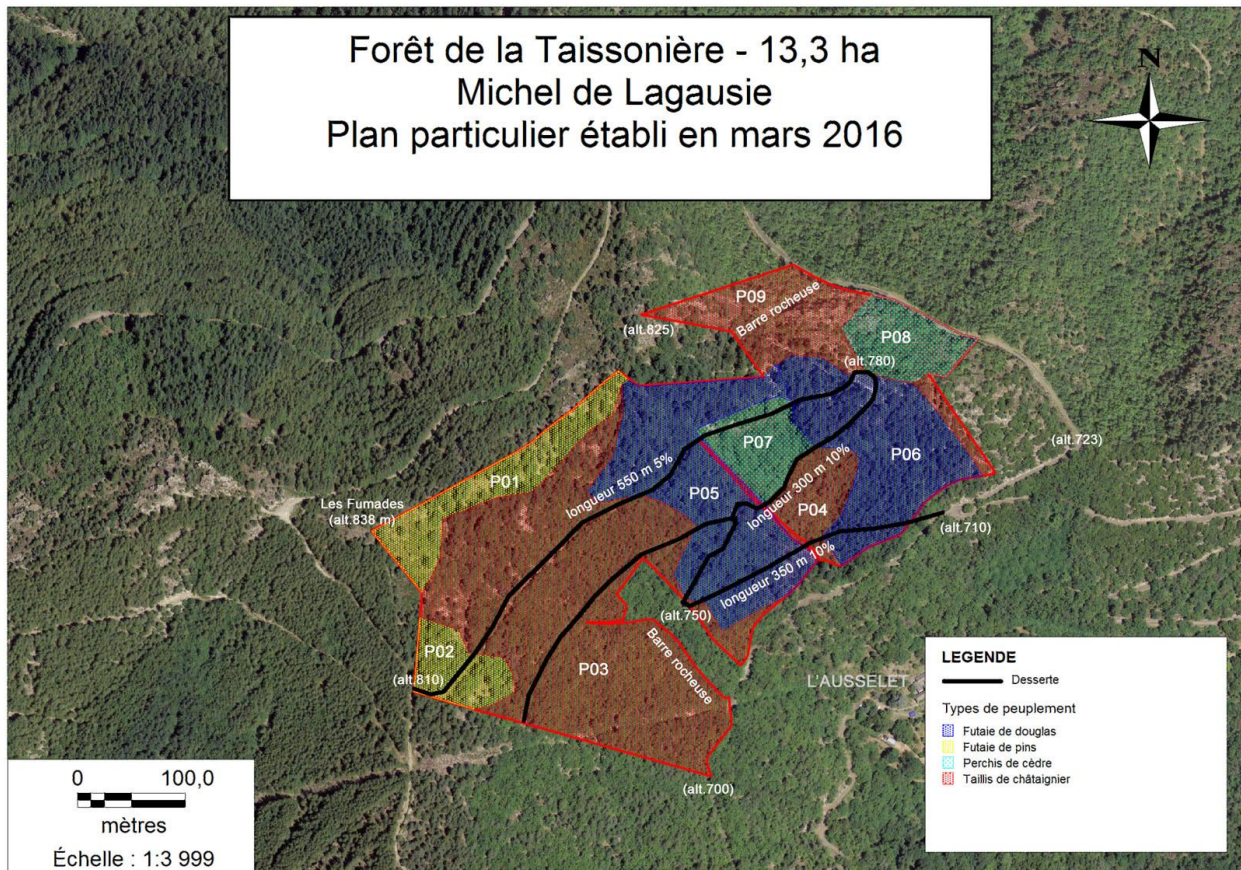 Forêt de la Taissonière - 13,3 ha
Michel de Lagausie
Plan particulier établi en mars 2016
N
P09
Barre rocheuse
(alt.825)
P08
(alt.780)
(alt.723)
P07
P06
P01
longueur 550 m 5%
P05
longueur 300 m 10%
P04
Les Fumades
(alt.838 m)
(alt.710)
longueur 350 m 10%
(alt.750)
P02
(alt.810)
P03
Barre rocheuse
L'AUSSELET
(alt.700)
LEGENDE
Desserte
Types de peuplement
Futaie de douglas
Futaie de pins
Perchis de cèdre
Taillis de châtaignier
0 100,0
mètres
Échelle : 1:3 999